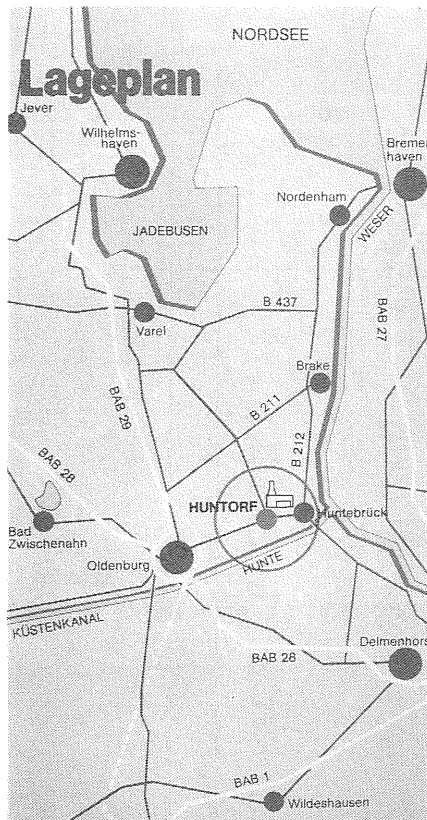 NORDSEE
Lageplan
Jever
Wilhelms-
haven
Bremer
haven
Nordenham
WESER
JADEBUSEN
B 437
BAB 27
Varel
Brake
BAB 29
B 211
B 212
BAB 28
HUNTORF
Huntebrück
Bad
Zwischenahn
Oldenburg
HUNTE
KÜSTENKANAL
Delmenhors
BAB 28
BAB 1
Wildeshausen